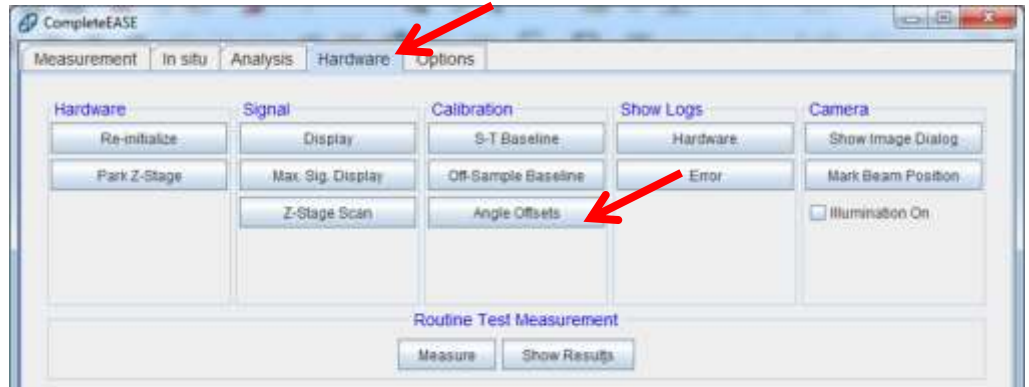 CompleteEASE
Measurement In situ Analysis Hardware Options
Hardware Signal Calibration Show Logs Camera
Re-initialize Display S-T Baseline Hardware Show Image Dialog
Park Z-Stage Max. Sig. Display Off-Sample Baseline Error Mark Beam Position
Z-Stage Scan Angle Offsets Illumination On
Routine Test Measurement
Measure Show Results